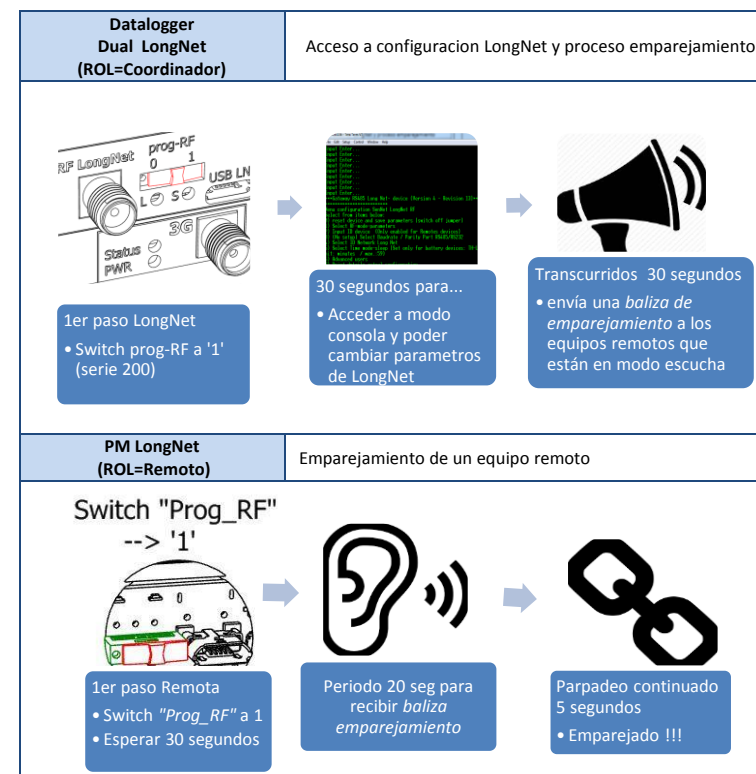 Datalogger
Dual LongNet
(ROL=Coordinador)
Acceso a configuracion LongNet y proceso emparejamiento
RF LongNet
prog-RF
0 1
USB LN
L S
3G
Status
PWR
1er paso LongNet
• Switch prog-RF a '1'
(serie 200)
30 segundos para...
• Acceder a modo
consola y poder
cambiar parametros
de LongNet
Transcurridos 30 segundos
• envía una baliza de
emparejamiento a los
equipos remotos que
están en modo escucha
PM LongNet
(ROL=Remoto)
Emparejamiento de un equipo remoto
Switch "Prog_RF"
--> '1'
1er paso Remota
• Switch "Prog_RF" a 1
• Esperar 30 segundos
Periodo 20 seg para
recibir baliza
emparejamiento
Parpadeo continuado
5 segundos
• Emparejado !!!